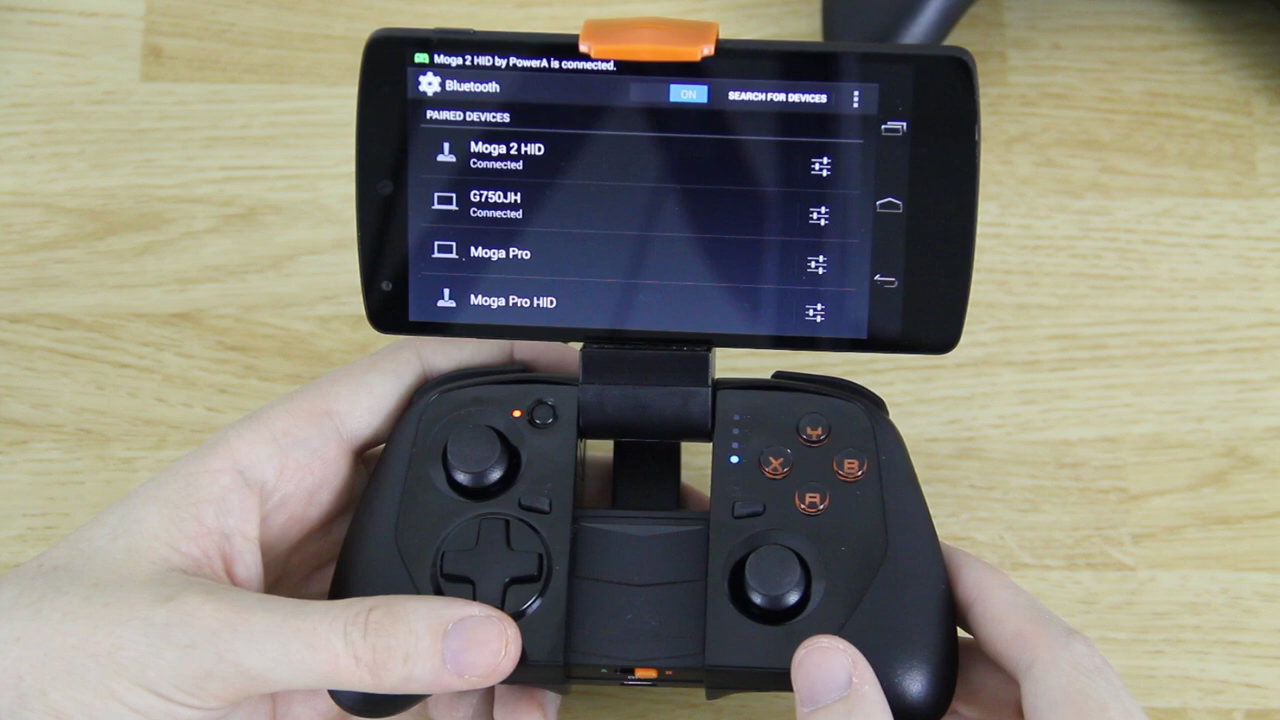 Moga 2 HID by PowerA is connected.
Bluetooth
ON
SEARCH FOR DEVICES
PAIRED DEVICES
Moga 2 HID
Connected
G750JH
Connected
Moga Pro
Moga Pro HID
Y
X
B
A